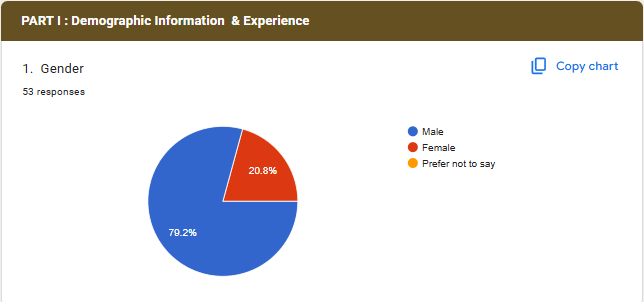 PART I : Demographic Information & Experience
1. Gender
Copy chart
53 responses
Male
Female
Prefer not to say
20.8%
79.2%